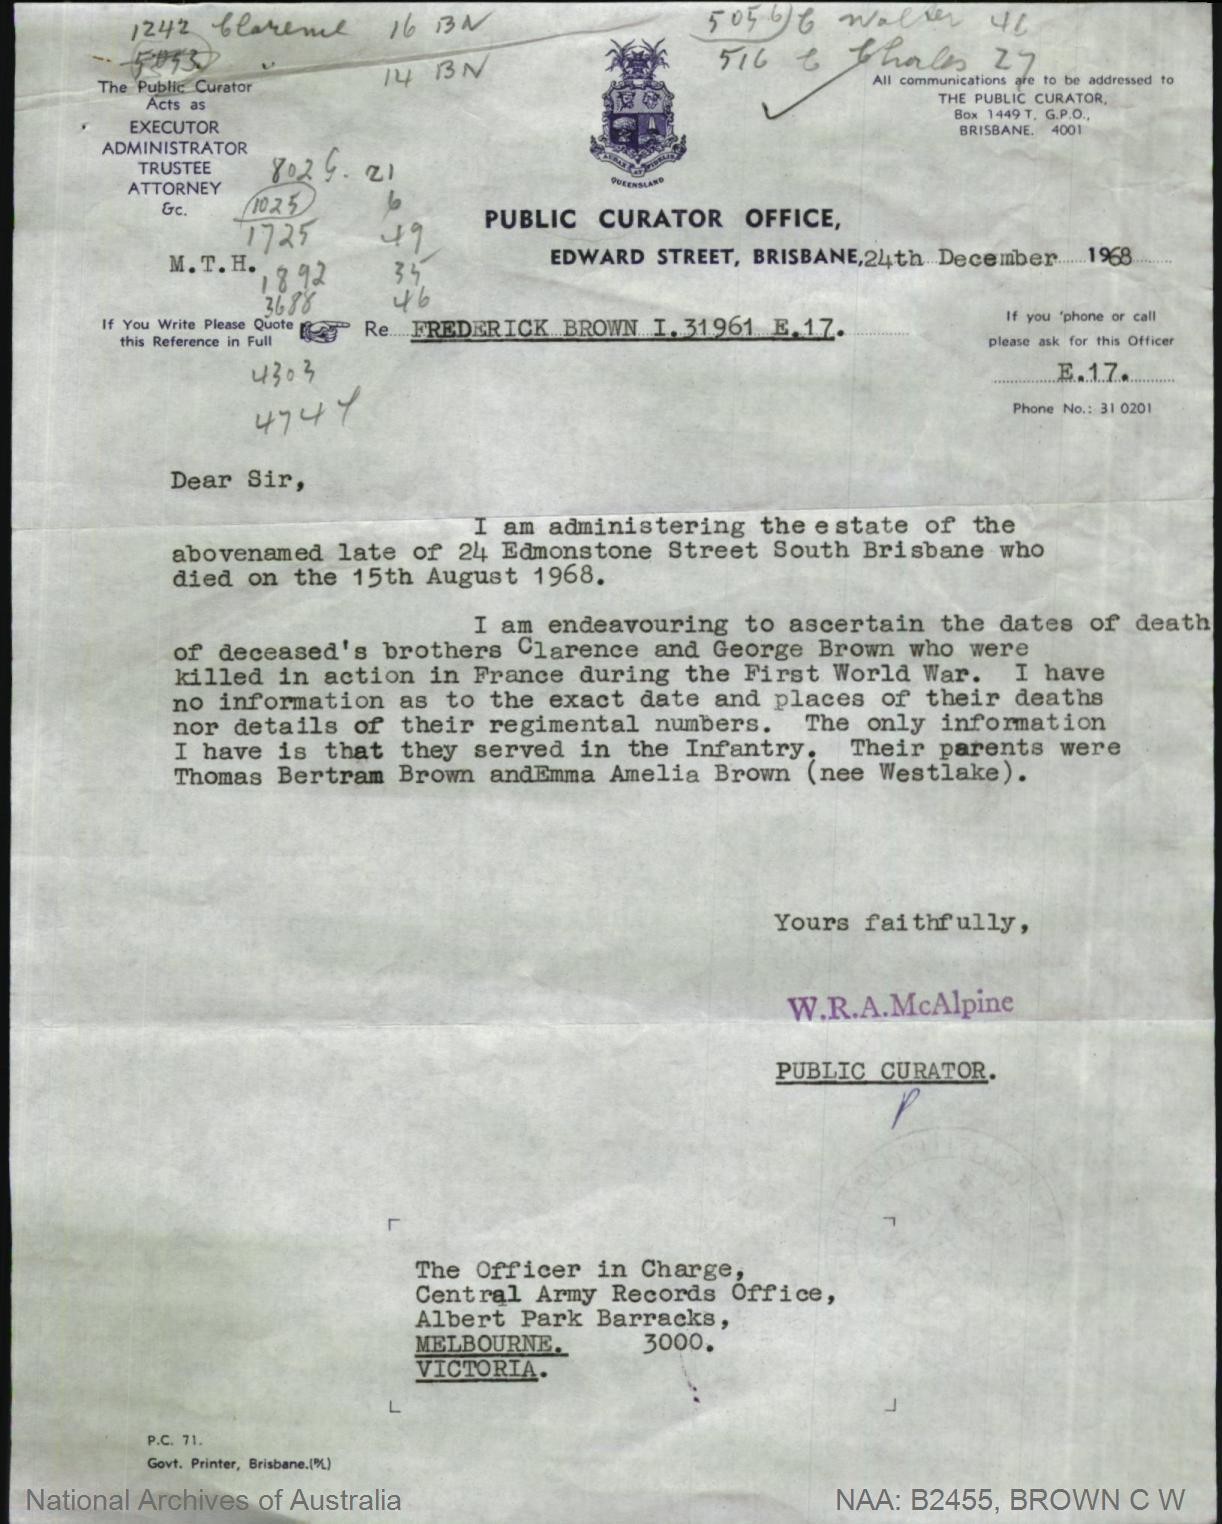 1242 Clarence 16 BN
5056 C Walter 46
5053
14 BN
516 C Charles 27
The Public Curator
Acts as
EXECUTOR
ADMINISTRATOR
TRUSTEE
ATTORNEY
&c.
All communications are to be addressed to
THE PUBLIC CURATOR,
Box 1449 T, G.P.O.,
BRISBANE. 4001
AUDAX AT FIDELIS
QUEENSLAND
802 G. 21
1025 6
1725 49
1892 35
3688 46
PUBLIC CURATOR OFFICE,
EDWARD STREET, BRISBANE, 24th December 1968
M.T.H.
If You Write Please Quote
this Reference in Full
Re FREDERICK BROWN I.31961 E.17.
If you 'phone or call
please ask for this Officer
E.17.
Phone No.: 31 0201
4303
4747
Dear Sir,
I am administering the estate of the
abovenamed late of 24 Edmonstone Street South Brisbane who
died on the 15th August 1968.
I am endeavouring to ascertain the dates of death
of deceased's brothers Clarence and George Brown who were
killed in action in France during the First World War. I have
no information as to the exact date and places of their deaths
nor details of their regimental numbers. The only information
I have is that they served in the Infantry. Their parents were
Thomas Bertram Brown andEmma Amelia Brown (nee Westlake).
Yours faithfully,
W.R.A.McAlpine
PUBLIC CURATOR.
The Officer in Charge,
Central Army Records Office,
Albert Park Barracks,
MELBOURNE. 3000.
VICTORIA.
P.C. 71.
Govt. Printer, Brisbane.
National Archives of Australia
NAA: B2455, BROWN C W